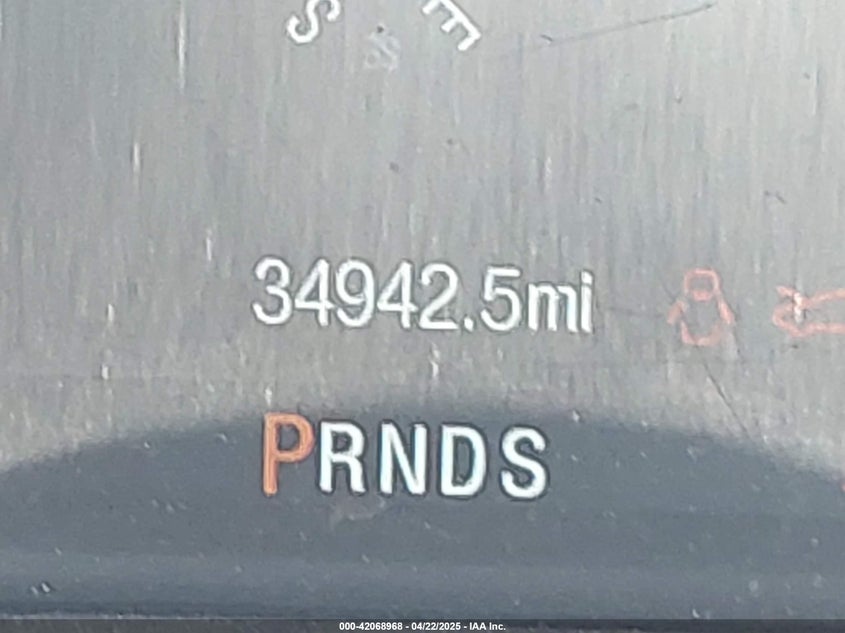 S E
34942.5mi
PRNDS
000-42068968 - 04/22/2025 - IAA Inc.